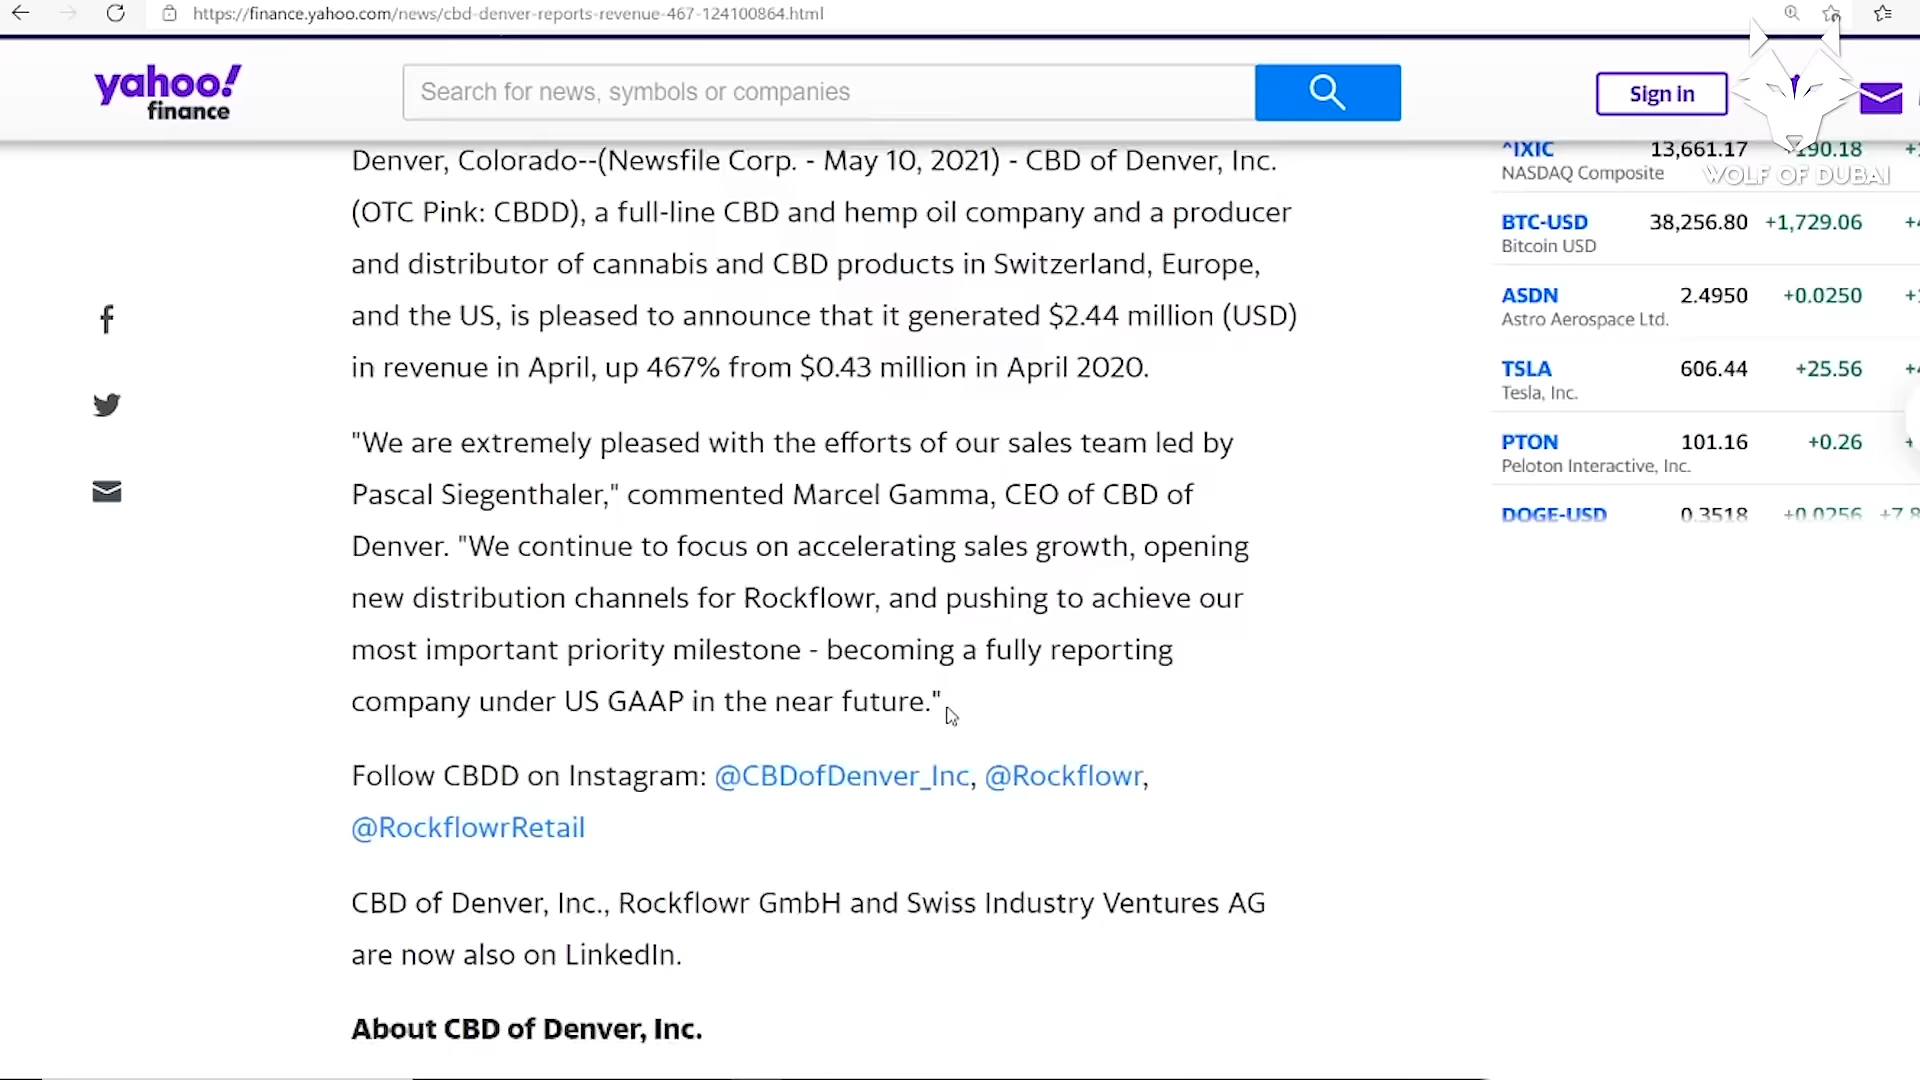 https://finance.yahoo.com/news/cbd-denver-reports-revenue-467-124100864.html
yahoo!
finance
Search for news, symbols or companies
Sign in
WOLF OF DUBAI
Denver, Colorado--(Newsfile Corp. - May 10, 2021) - CBD of Denver, Inc.
(OTC Pink: CBDD), a full-line CBD and hemp oil company and a producer
and distributor of cannabis and CBD products in Switzerland, Europe,
and the US, is pleased to announce that it generated $2.44 million (USD)
in revenue in April, up 467% from $0.43 million in April 2020.
"We are extremely pleased with the efforts of our sales team led by
Pascal Siegenthaler," commented Marcel Gamma, CEO of CBD of
Denver. "We continue to focus on accelerating sales growth, opening
new distribution channels for Rockflowr, and pushing to achieve our
most important priority milestone - becoming a fully reporting
company under US GAAP in the near future."
Follow CBDD on Instagram: @CBDofDenver_Inc, @Rockflowr,
@RockflowrRetail
CBD of Denver, Inc., Rockflowr GmbH and Swiss Industry Ventures AG
are now also on LinkedIn.
About CBD of Denver, Inc.
^IXIC 13,661.17 +190.18
NASDAQ Composite
BTC-USD 38,256.80 +1,729.06
Bitcoin USD
ASDN 2.4950 +0.0250
Astro Aerospace Ltd.
TSLA 606.44 +25.56
Tesla, Inc.
PTON 101.16 +0.26
Peloton Interactive, Inc.
DOGE-USD 0.3518 +0.0256 +7.8